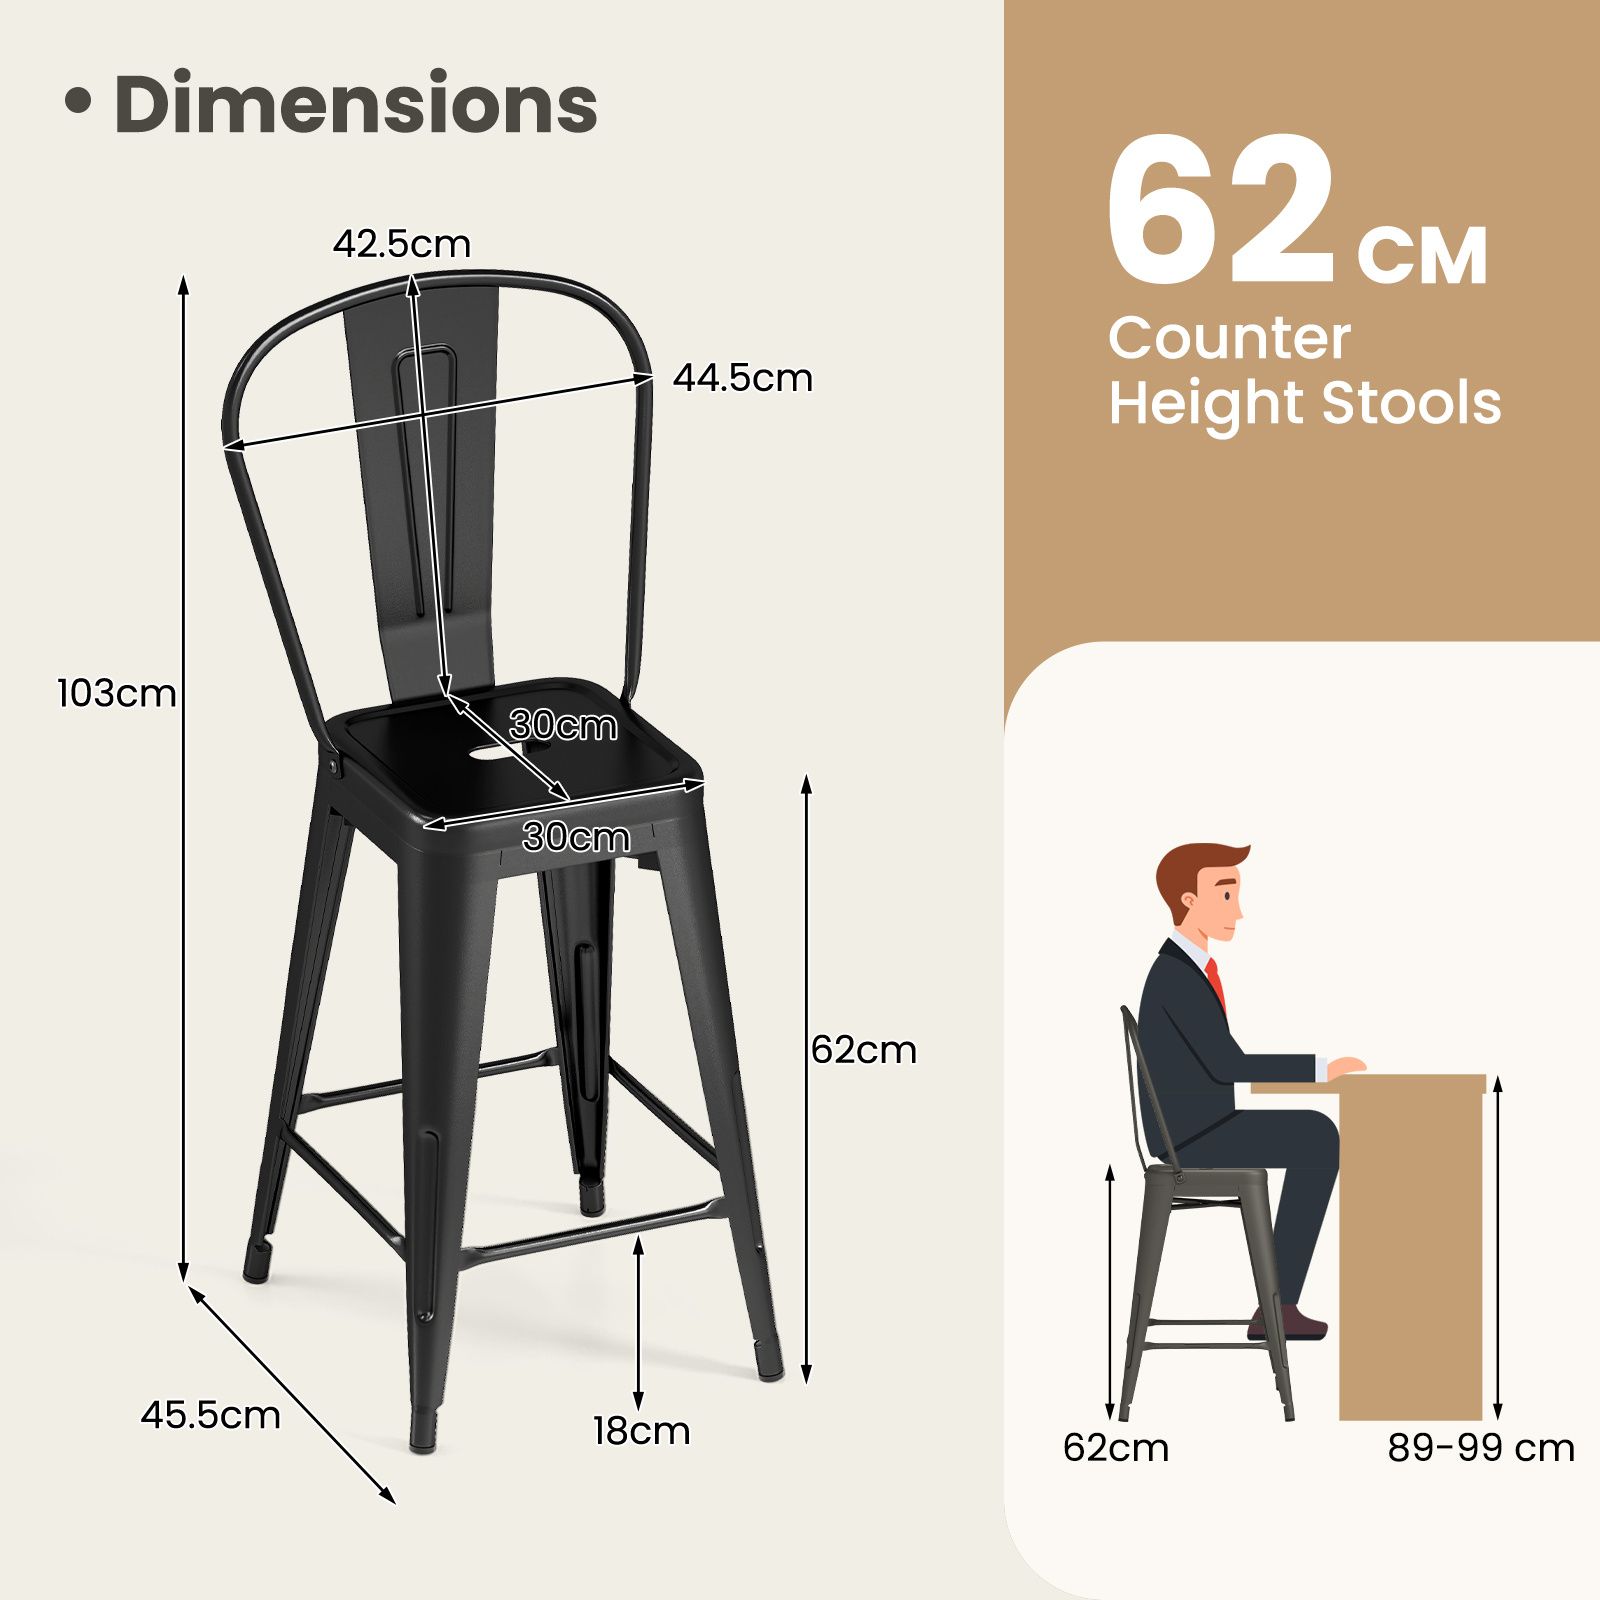 • Dimensions
42.5cm
44.5cm
103cm
30cm
30cm
62cm
45.5cm
18cm
62 CM
Counter
Height Stools
62cm
89-99 cm